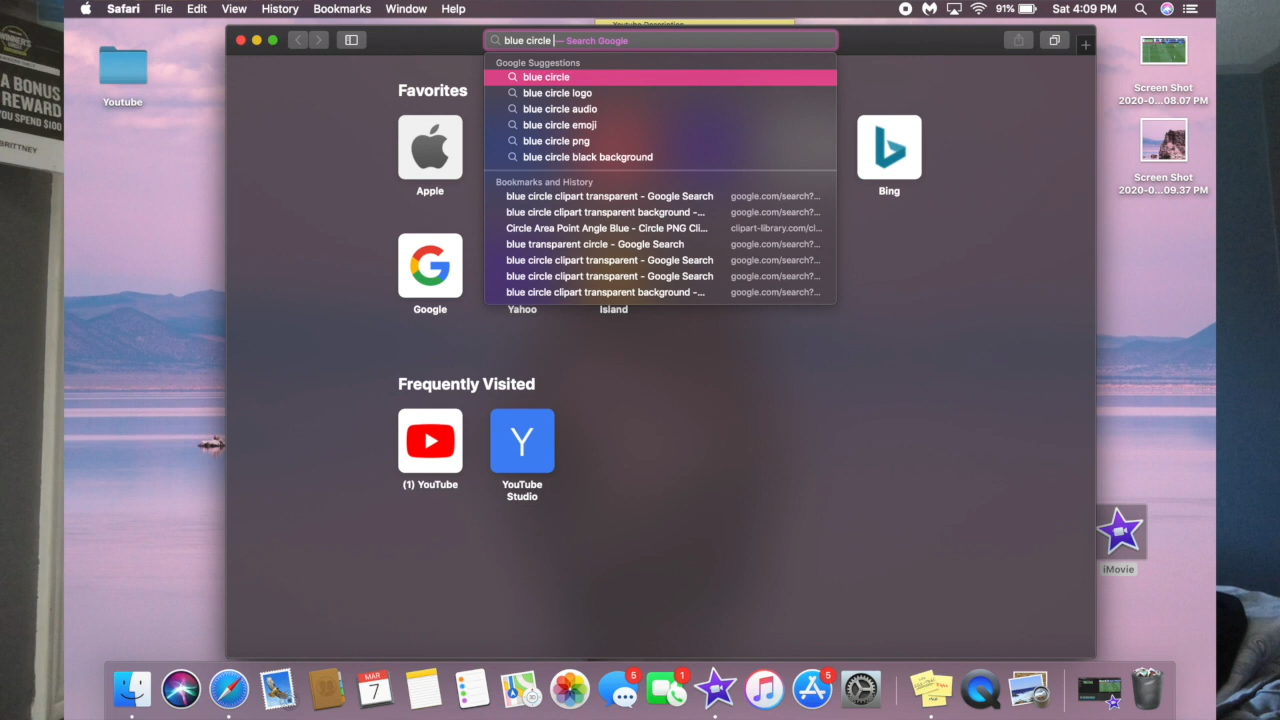 Safari File Edit View History Bookmarks Window Help
91% Sat 4:09 PM
A BONUS
REWARD
YOU SPEND $100
BRITTNEY
Youtube
Youtube Description
blue circle — Search Google
Google Suggestions
blue circle
blue circle logo
blue circle audio
blue circle emoji
blue circle png
blue circle black background
Bookmarks and History
blue circle clipart transparent - Google Search google.com/search?...
blue circle clipart transparent background -... google.com/search?...
Circle Area Point Angle Blue - Circle PNG Cli... clipart-library.com/cl...
blue transparent circle - Google Search google.com/search?...
blue circle clipart transparent - Google Search google.com/search?...
blue circle clipart transparent - Google Search google.com/search?...
blue circle clipart transparent background -... google.com/search?...
Favorites
Apple
Bing
Google
Yahoo
Island
Frequently Visited
(1) YouTube
Y
YouTube
Studio
Screen Shot
2020-0...08.07 PM
Screen Shot
2020-0...09.37 PM
iMovie
MAR
7
3D
5
1
5